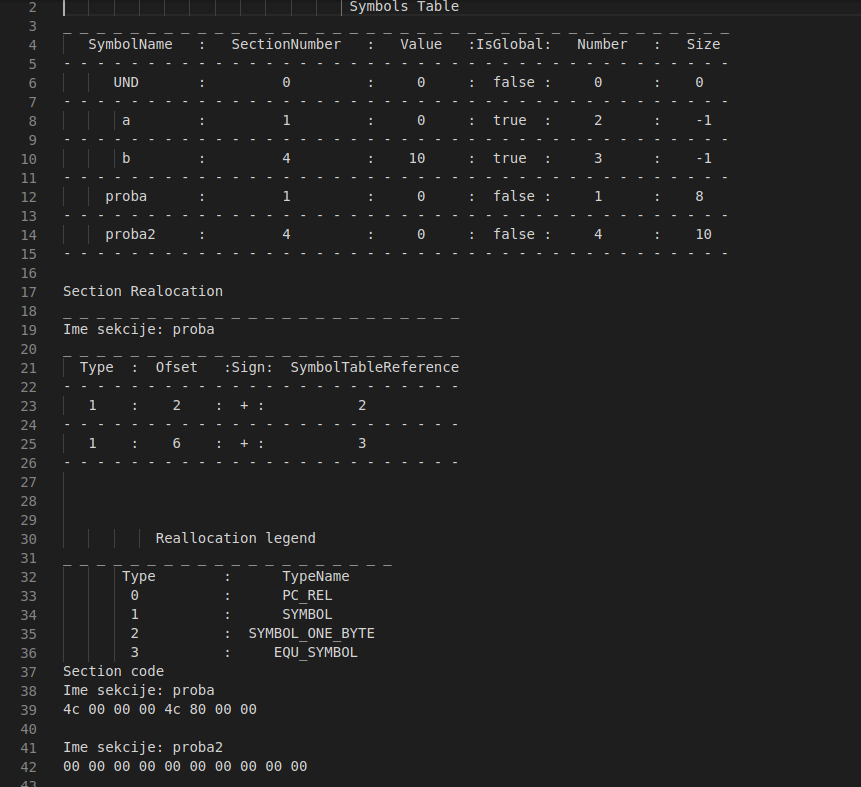 2 Symbols Table
3 _ _ _ _ _ _ _ _ _ _ _ _ _ _ _ _ _ _ _ _ _ _ _ _ _ _ _ _ _ _ _ _ _ _ _ _ _ _ _ _
4 SymbolName : SectionNumber : Value :IsGlobal: Number : Size
5 - - - - - - - - - - - - - - - - - - - - - - - - - - - - - - - - - - - - - - - -
6 UND : 0 : 0 : false : 0 : 0
7 - - - - - - - - - - - - - - - - - - - - - - - - - - - - - - - - - - - - - - - -
8 a : 1 : 0 : true : 2 : -1
9 - - - - - - - - - - - - - - - - - - - - - - - - - - - - - - - - - - - - - - - -
10 b : 4 : 10 : true : 3 : -1
11 - - - - - - - - - - - - - - - - - - - - - - - - - - - - - - - - - - - - - - - -
12 proba : 1 : 0 : false : 1 : 8
13 - - - - - - - - - - - - - - - - - - - - - - - - - - - - - - - - - - - - - - - -
14 proba2 : 4 : 0 : false : 4 : 10
15 - - - - - - - - - - - - - - - - - - - - - - - - - - - - - - - - - - - - - - - -
16
17 Section Realocation
18 _ _ _ _ _ _ _ _ _ _ _ _ _ _ _ _ _ _ _ _ _ _ _ _
19 Ime sekcije: proba
20 _ _ _ _ _ _ _ _ _ _ _ _ _ _ _ _ _ _ _ _ _ _ _ _
21 Type : Ofset :Sign: SymbolTableReference
22 - - - - - - - - - - - - - - - - - - - - - - - -
23 1 : 2 : + : 2
24 - - - - - - - - - - - - - - - - - - - - - - - -
25 1 : 6 : + : 3
26 - - - - - - - - - - - - - - - - - - - - - - - -
27
28
29
30 Reallocation legend
31 _ _ _ _ _ _ _ _ _ _ _ _ _ _ _ _ _ _ _ _
32 Type : TypeName
33 0 : PC_REL
34 1 : SYMBOL
35 2 : SYMBOL_ONE_BYTE
36 3 : EQU_SYMBOL
37 Section code
38 Ime sekcije: proba
39 4c 00 00 00 4c 80 00 00
40
41 Ime sekcije: proba2
42 00 00 00 00 00 00 00 00 00 00
43